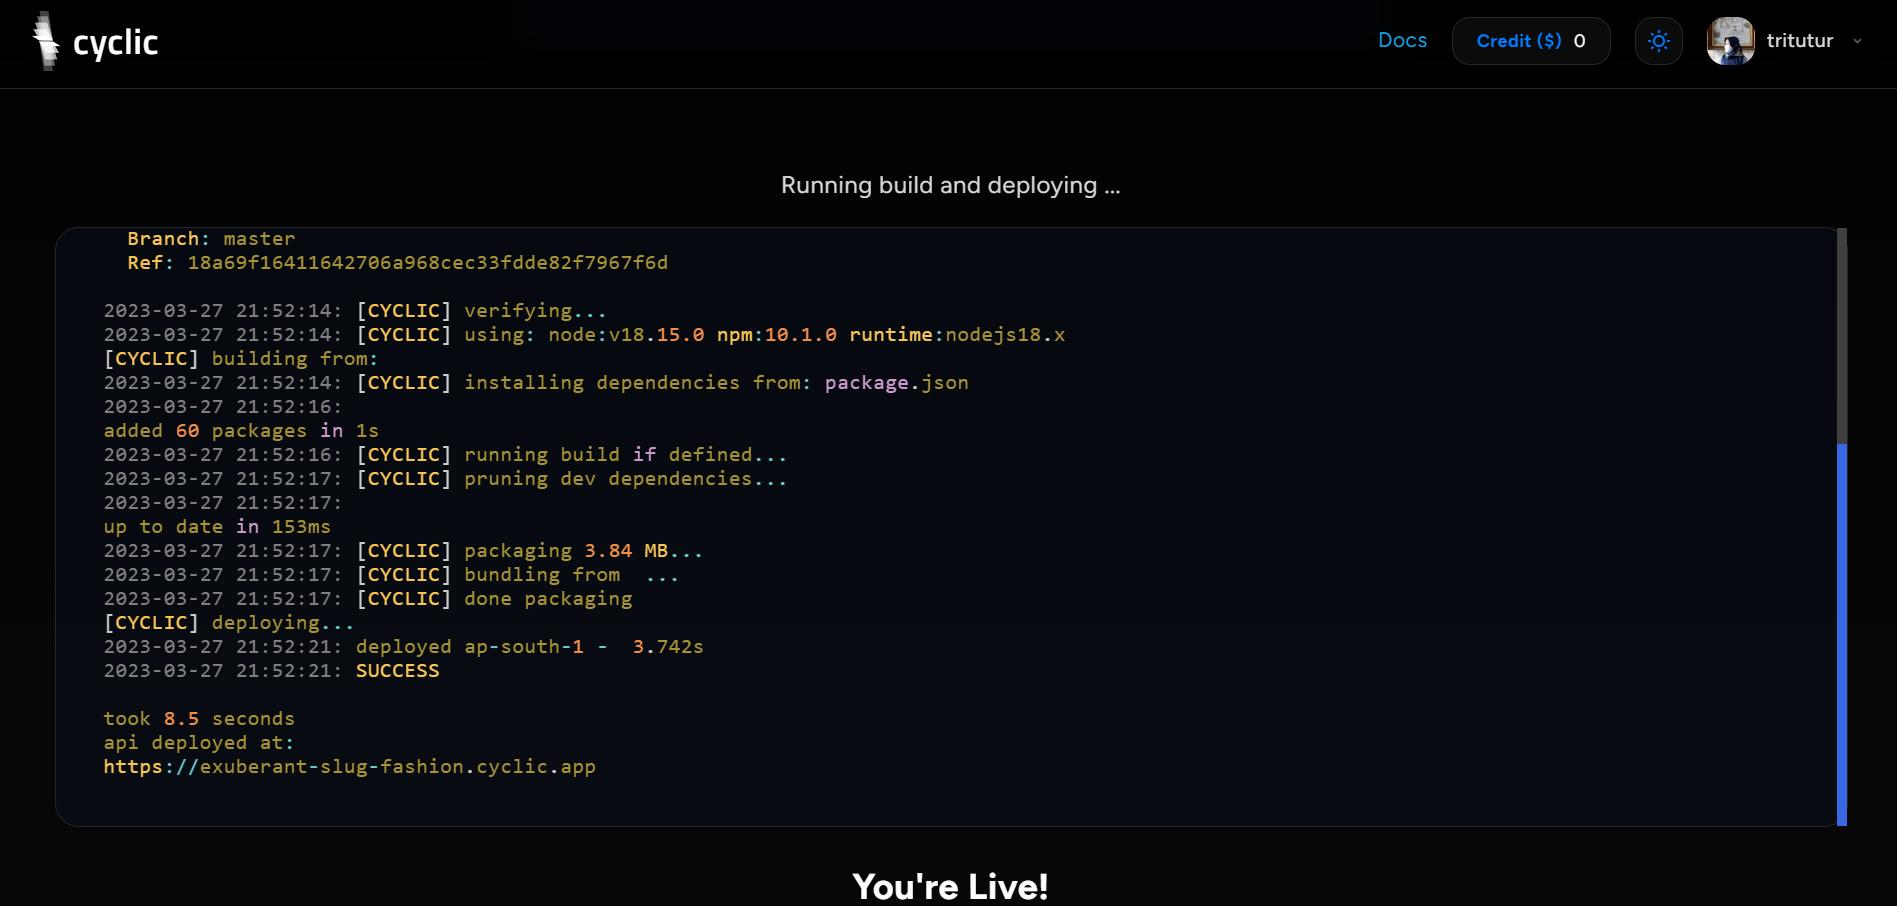 cyclic
Docs
Credit ($) 0
tritutur
Running build and deploying ...
Branch: master
Ref: 18a69f16411642706a968cec33fdde82f7967f6d
2023-03-27 21:52:14: [CYCLIC] verifying...
2023-03-27 21:52:14: [CYCLIC] using: node:v18.15.0 npm:10.1.0 runtime:nodejs18.x
[CYCLIC] building from:
2023-03-27 21:52:14: [CYCLIC] installing dependencies from: package.json
2023-03-27 21:52:16:
added 60 packages in 1s
2023-03-27 21:52:16: [CYCLIC] running build if defined...
2023-03-27 21:52:17: [CYCLIC] pruning dev dependencies...
2023-03-27 21:52:17:
up to date in 153ms
2023-03-27 21:52:17: [CYCLIC] packaging 3.84 MB...
2023-03-27 21:52:17: [CYCLIC] bundling from  ...
2023-03-27 21:52:17: [CYCLIC] done packaging
[CYCLIC] deploying...
2023-03-27 21:52:21: deployed ap-south-1 -  3.742s
2023-03-27 21:52:21: SUCCESS
took 8.5 seconds
api deployed at:
https://exuberant-slug-fashion.cyclic.app
You're Live!